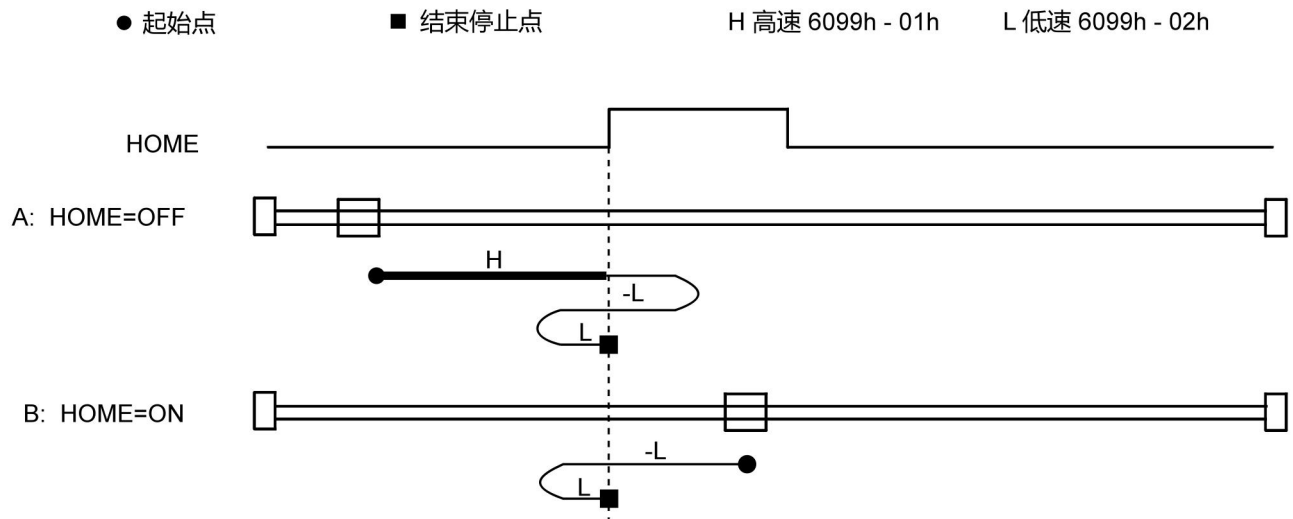 ● 起始点 ■ 结束停止点 H 高速 6099h - 01h L 低速 6099h - 02h
HOME
A: HOME=OFF
H
-L
L
B: HOME=ON
-L
L